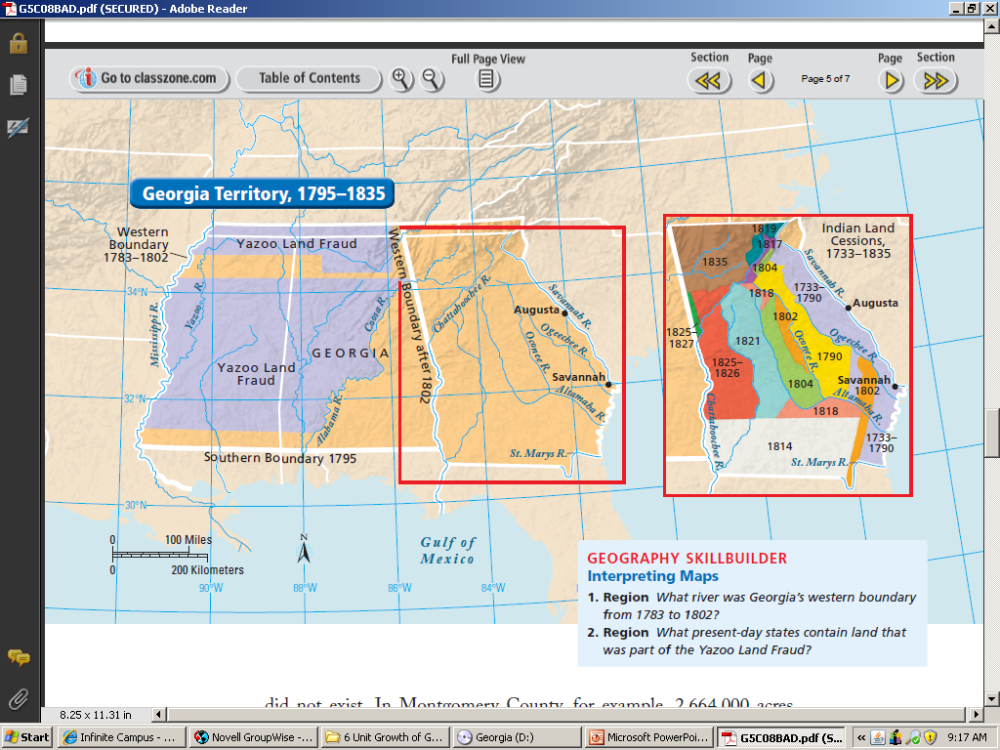 G5C08BAD.pdf (SECURED) - Adobe Reader
Go to classzone.com
Table of Contents
Full Page View
Section
Page
Page 5 of 7
Page
Section
Georgia Territory, 1795–1835
Western
Boundary
1783–1802
Yazoo Land Fraud
34°N
Yazoo R.
Mississippi R.
Coosa R.
GEORGIA
Yazoo Land
Fraud
32°N
Alabama R.
Southern Boundary 1795
30°N
Western Boundary after 1802
Chattahoochee R.
Savannah R.
Augusta
Ogeechee R.
Oconee R.
Savannah
Altamaha R.
St. Marys R.
Gulf of
Mexico
0 100 Miles
0 200 Kilometers
N
90°W
88°W
86°W
84°W
Indian Land
Cessions,
1733–1835
1819
1817
1835
1804
1818
1733–
1790
Savannah R.
Augusta
1802
1825–
1827
1821
Oconee R.
Ogeechee R.
1790
1825–
1826
1804
Savannah
1802
Altamaha R.
1818
Chattahoochee R.
1814
St. Marys R.
1733–
1790
GEOGRAPHY SKILLBUILDER
Interpreting Maps
1. Region What river was Georgia's western boundary
from 1783 to 1802?
2. Region What present-day states contain land that
was part of the Yazoo Land Fraud?
did not exist. In Montgomery County, for example, 2,664,000 acres
8.25 x 11.31 in
Start
Infinite Campus - ...
Novell GroupWise - ...
6 Unit Growth of G...
Georgia (D:)
Microsoft PowerPoi...
G5C08BAD.pdf (S...
9:17 AM